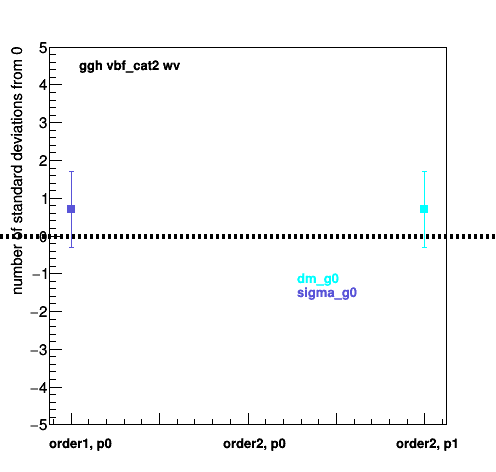 number of standard deviations from 0
5
ggh vbf_cat2 wv
4
3
2
1
0
−1
dm_g0
sigma_g0
−2
−3
−4
−5
order1, p0 order2, p0 order2, p1